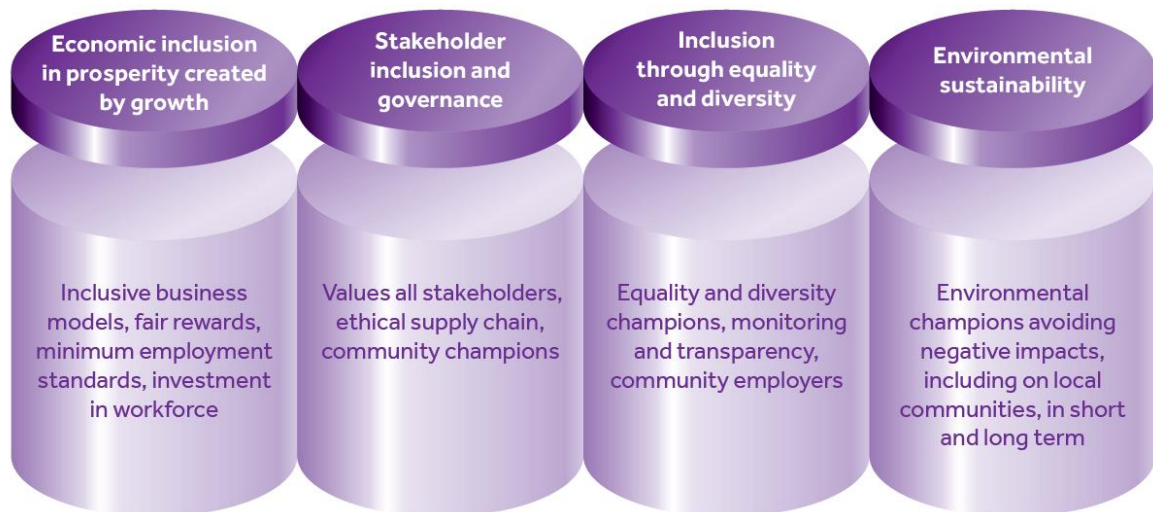 Economic inclusion
in prosperity created
by growth
Inclusive business
models, fair rewards,
minimum employment
standards, investment
in workforce
Stakeholder
inclusion and
governance
Values all stakeholders,
ethical supply chain,
community champions
Inclusion
through equality
and diversity
Equality and diversity
champions, monitoring
and transparency,
community employers
Environmental
sustainability
Environmental
champions avoiding
negative impacts,
including on local
communities, in short
and long term